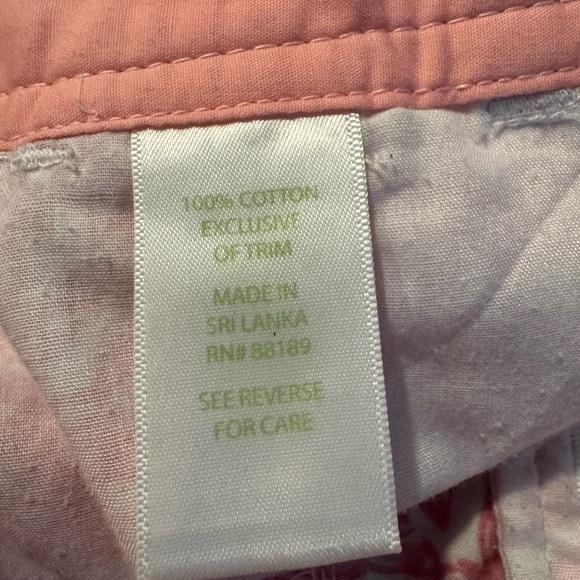 100% COTTON
EXCLUSIVE
OF TRIM
MADE IN
SRI LANKA
RN# 88189
SEE REVERSE
FOR CARE